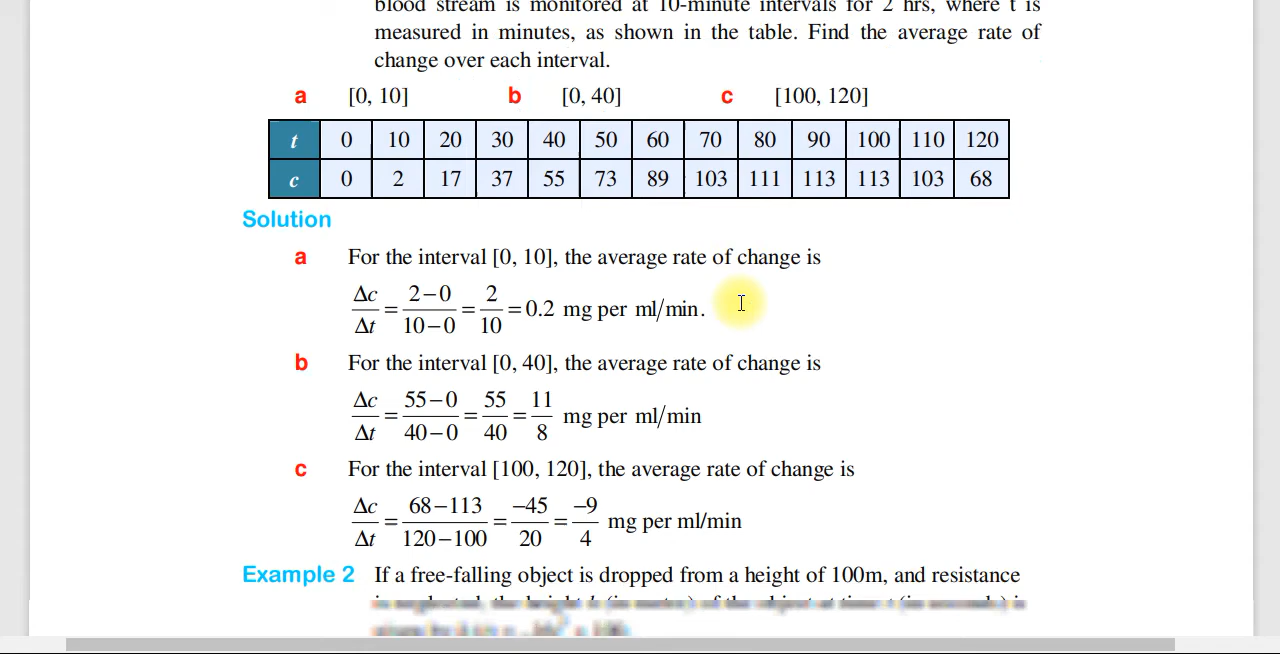 blood stream is monitored at 10-minute intervals for 2 hrs, where t is
measured in minutes, as shown in the table. Find the average rate of
change over each interval.
a [0, 10] b [0, 40] c [100, 120]
t 0 10 20 30 40 50 60 70 80 90 100 110 120
c 0 2 17 37 55 73 89 103 111 113 113 103 68
Solution
a For the interval [0, 10], the average rate of change is
Δc/Δt = (2−0)/(10−0) = 2/10 = 0.2 mg per ml/min.
b For the interval [0, 40], the average rate of change is
Δc/Δt = (55−0)/(40−0) = 55/40 = 11/8 mg per ml/min
c For the interval [100, 120], the average rate of change is
Δc/Δt = (68−113)/(120−100) = −45/20 = −9/4 mg per ml/min
Example 2 If a free-falling object is dropped from a height of 100m, and resistance